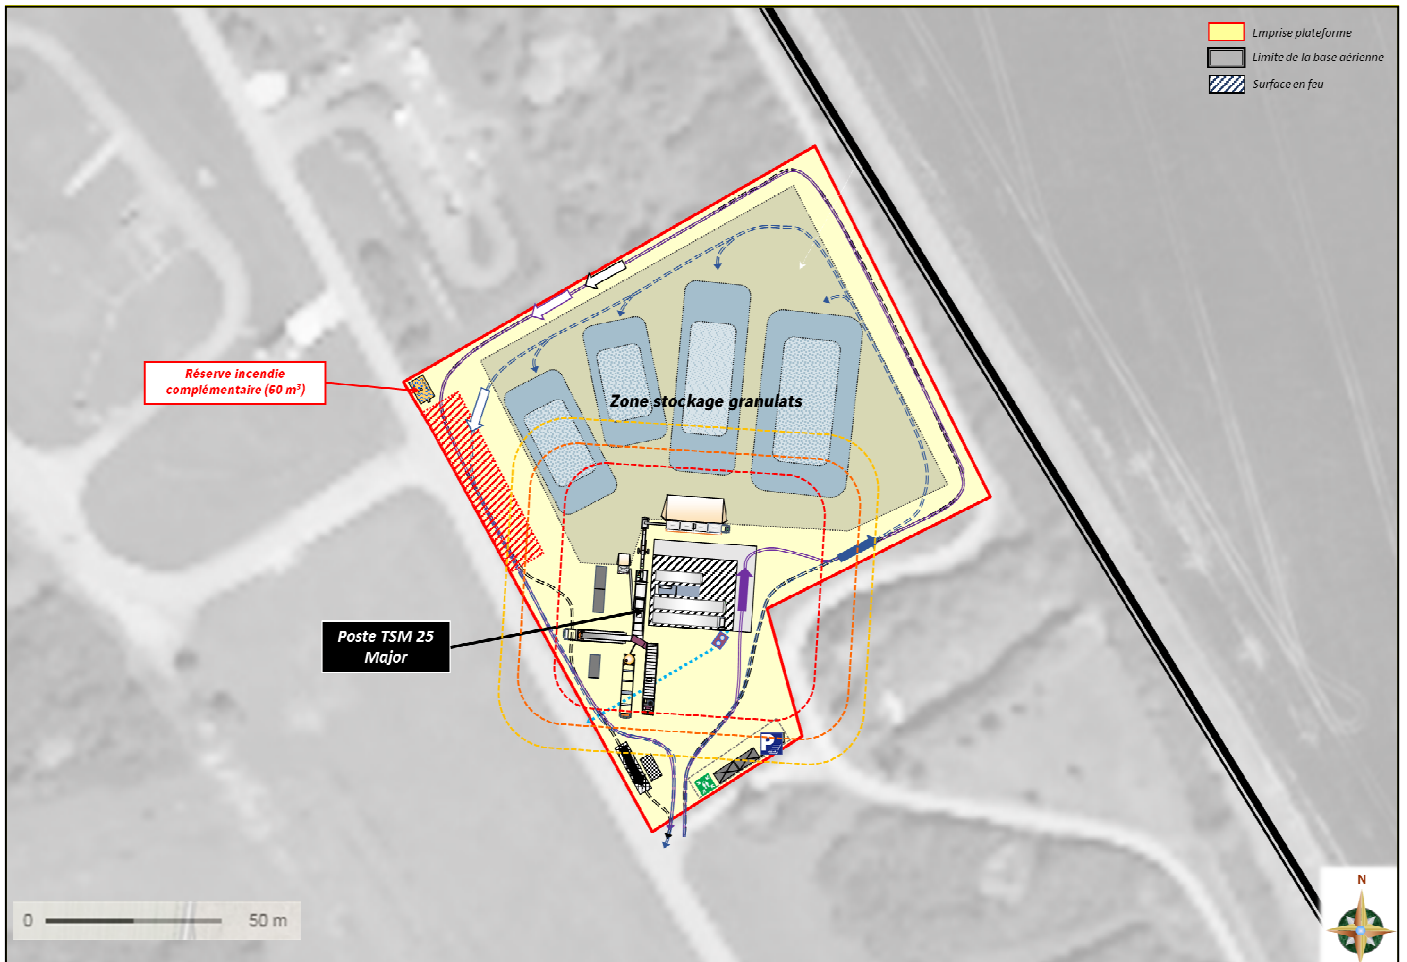 Emprise plateforme
Limite de la base aérienne
Surface en feu
Réserve incendie
complémentaire (60 m³)
Zone stockage granulats
Poste TSM 25
Major
P
0 50 m
N